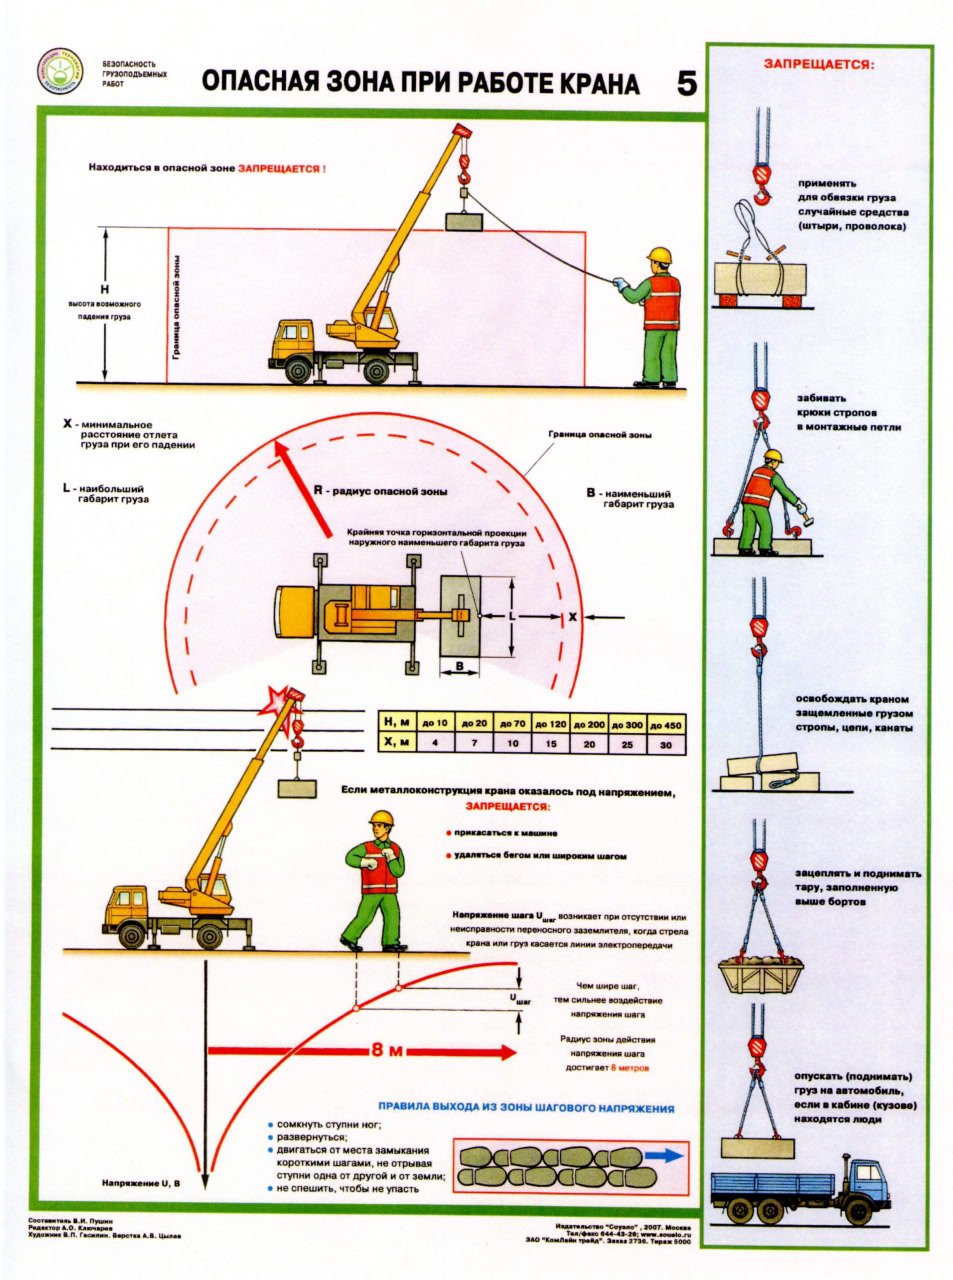 БЕЗОПАСНОСТЬ
ГРУЗОПОДЪЕМНЫХ
РАБОТ
ОПАСНАЯ ЗОНА ПРИ РАБОТЕ КРАНА 5
Находиться в опасной зоне ЗАПРЕЩАЕТСЯ !
H
высота возможного
падения груза
Граница опасной зоны
X - минимальное
расстояние отлета
груза при его падении
L - наибольший
габарит груза
Граница опасной зоны
R - радиус опасной зоны
B - наименьший
габарит груза
Крайняя точка горизонтальной проекции
наружного наименьшего габарита груза
L
X
B
H, м до 10 до 20 до 70 до 120 до 200 до 300 до 450
X, м 4 7 10 15 20 25 30
Если металлоконструкция крана оказалось под напряжением,
ЗАПРЕЩАЕТСЯ:
• прикасаться к машине
• удаляться бегом или широким шагом
Напряжение шага Uшаг возникает при отсутствии или
неисправности переносного заземлителя, когда стрела
крана или груз касается линии электропередачи
Uшаг
Чем шире шаг,
тем сильнее воздействие
напряжения шага
8 м
Радиус зоны действия
напряжения шага
достигает 8 метров
ПРАВИЛА ВЫХОДА ИЗ ЗОНЫ ШАГОВОГО НАПРЯЖЕНИЯ
• сомкнуть ступни ног;
• развернуться;
• двигаться от места замыкания
короткими шагами, не отрывая
ступни одна от другой и от земли;
• не спешить, чтобы не упасть
Напряжение U, В
ЗАПРЕЩАЕТСЯ:
применять
для обвязки груза
случайные средства
(штыри, проволока)
забивать
крюки стропов
в монтажные петли
освобождать краном
защемленные грузом
стропы, цепи, канаты
зацеплять и поднимать
тару, заполненную
выше бортов
опускать (поднимать)
груз на автомобиль,
если в кабине (кузове)
находятся люди
Составитель В.И. Пушин
Редактор А.О. Ключарев
Художник В.П. Гасилин. Верстка А.В. Цылев
Издательство "Соуэло" , 2007. Москва
Тел/факс 644-43-26; www.souelo.ru
ЗАО "КомЛайн трейд". Заказ 2736. Тираж 5000